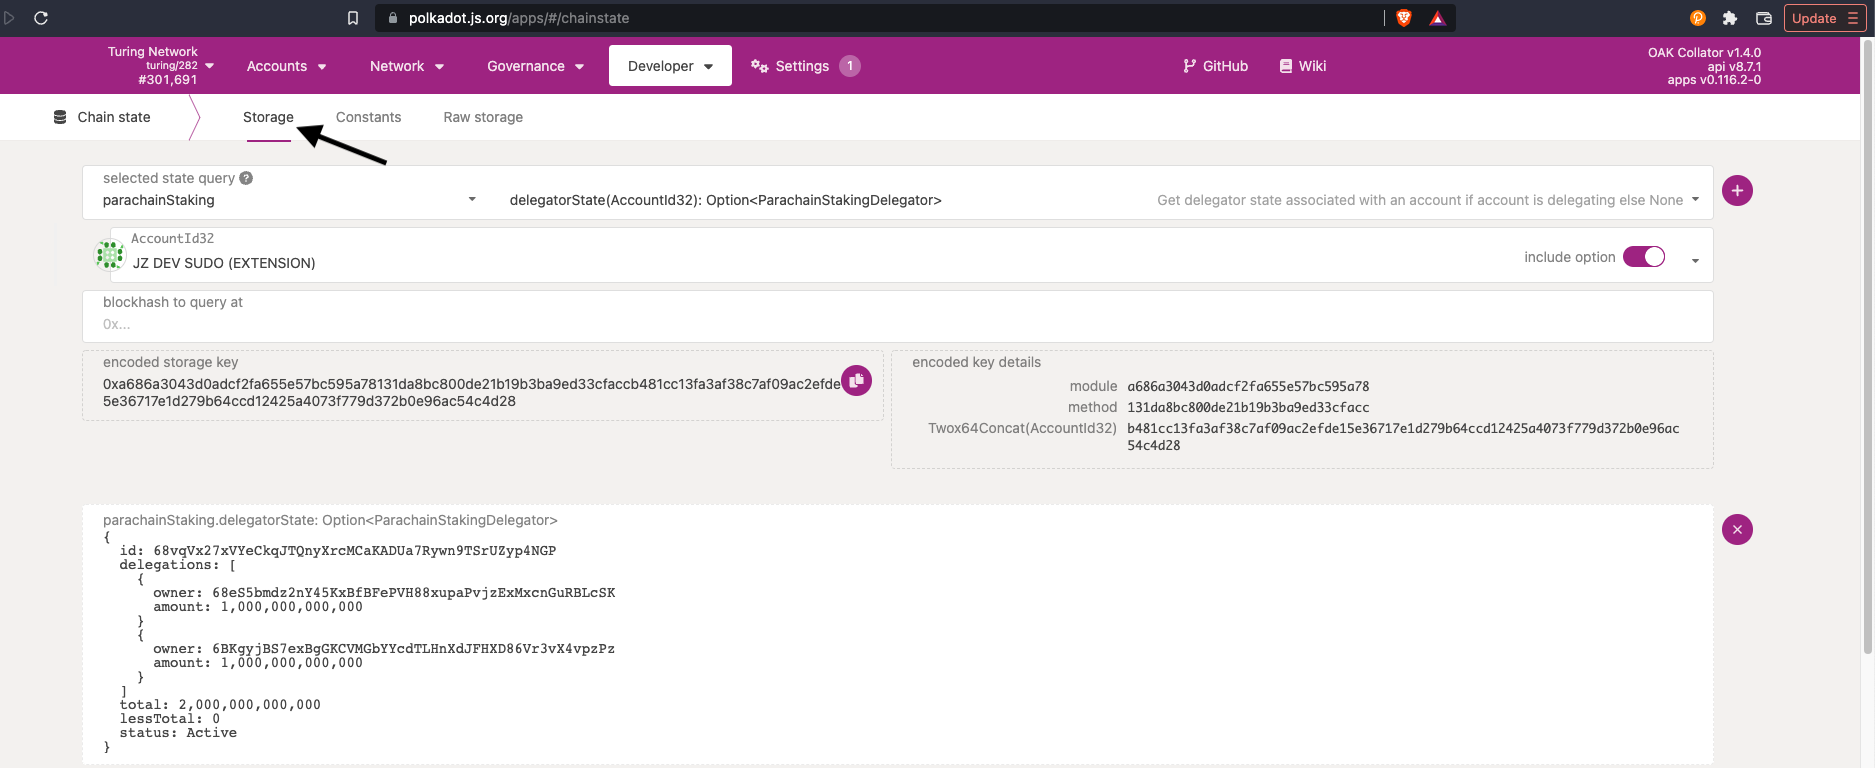 polkadot.js.org/apps/#/chainstate
Update
Turing Network
turing/282
#301,691
Accounts
Network
Governance
Developer
Settings
1
GitHub
Wiki
OAK Collator v1.4.0
api v8.7.1
apps v0.116.2-0
Chain state
Storage
Constants
Raw storage
selected state query
parachainStaking
delegatorState(AccountId32): Option<ParachainStakingDelegator>
Get delegator state associated with an account if account is delegating else None
AccountId32
JZ DEV SUDO (EXTENSION)
include option
blockhash to query at
0x...
encoded storage key
0xa686a3043d0adcf2fa655e57bc595a78131da8bc800de21b19b3ba9ed33cfaccb481cc13fa3af38c7af09ac2efde
5e36717e1d279b64ccd12425a4073f779d372b0e96ac54c4d28
encoded key details
module a686a3043d0adcf2fa655e57bc595a78
method 131da8bc800de21b19b3ba9ed33cfacc
Twox64Concat(AccountId32) b481cc13fa3af38c7af09ac2efde15e36717e1d279b64ccd12425a4073f779d372b0e96ac
54c4d28
parachainStaking.delegatorState: Option<ParachainStakingDelegator>
{
id: 68vqVx27xVYeCkqJTQnyXrcMCaKADUa7Rywn9TSrUZyp4NGP
delegations: [
{
owner: 68eS5bmdz2nY45KxBfBFePVH88xupaPvjzExMxcnGuRBLcSK
amount: 1,000,000,000,000
}
{
owner: 6BKgyjBS7exBgGKCVMGbYYcdTLHnXdJFHXD86Vr3vX4vpzPz
amount: 1,000,000,000,000
}
]
total: 2,000,000,000,000
lessTotal: 0
status: Active
}